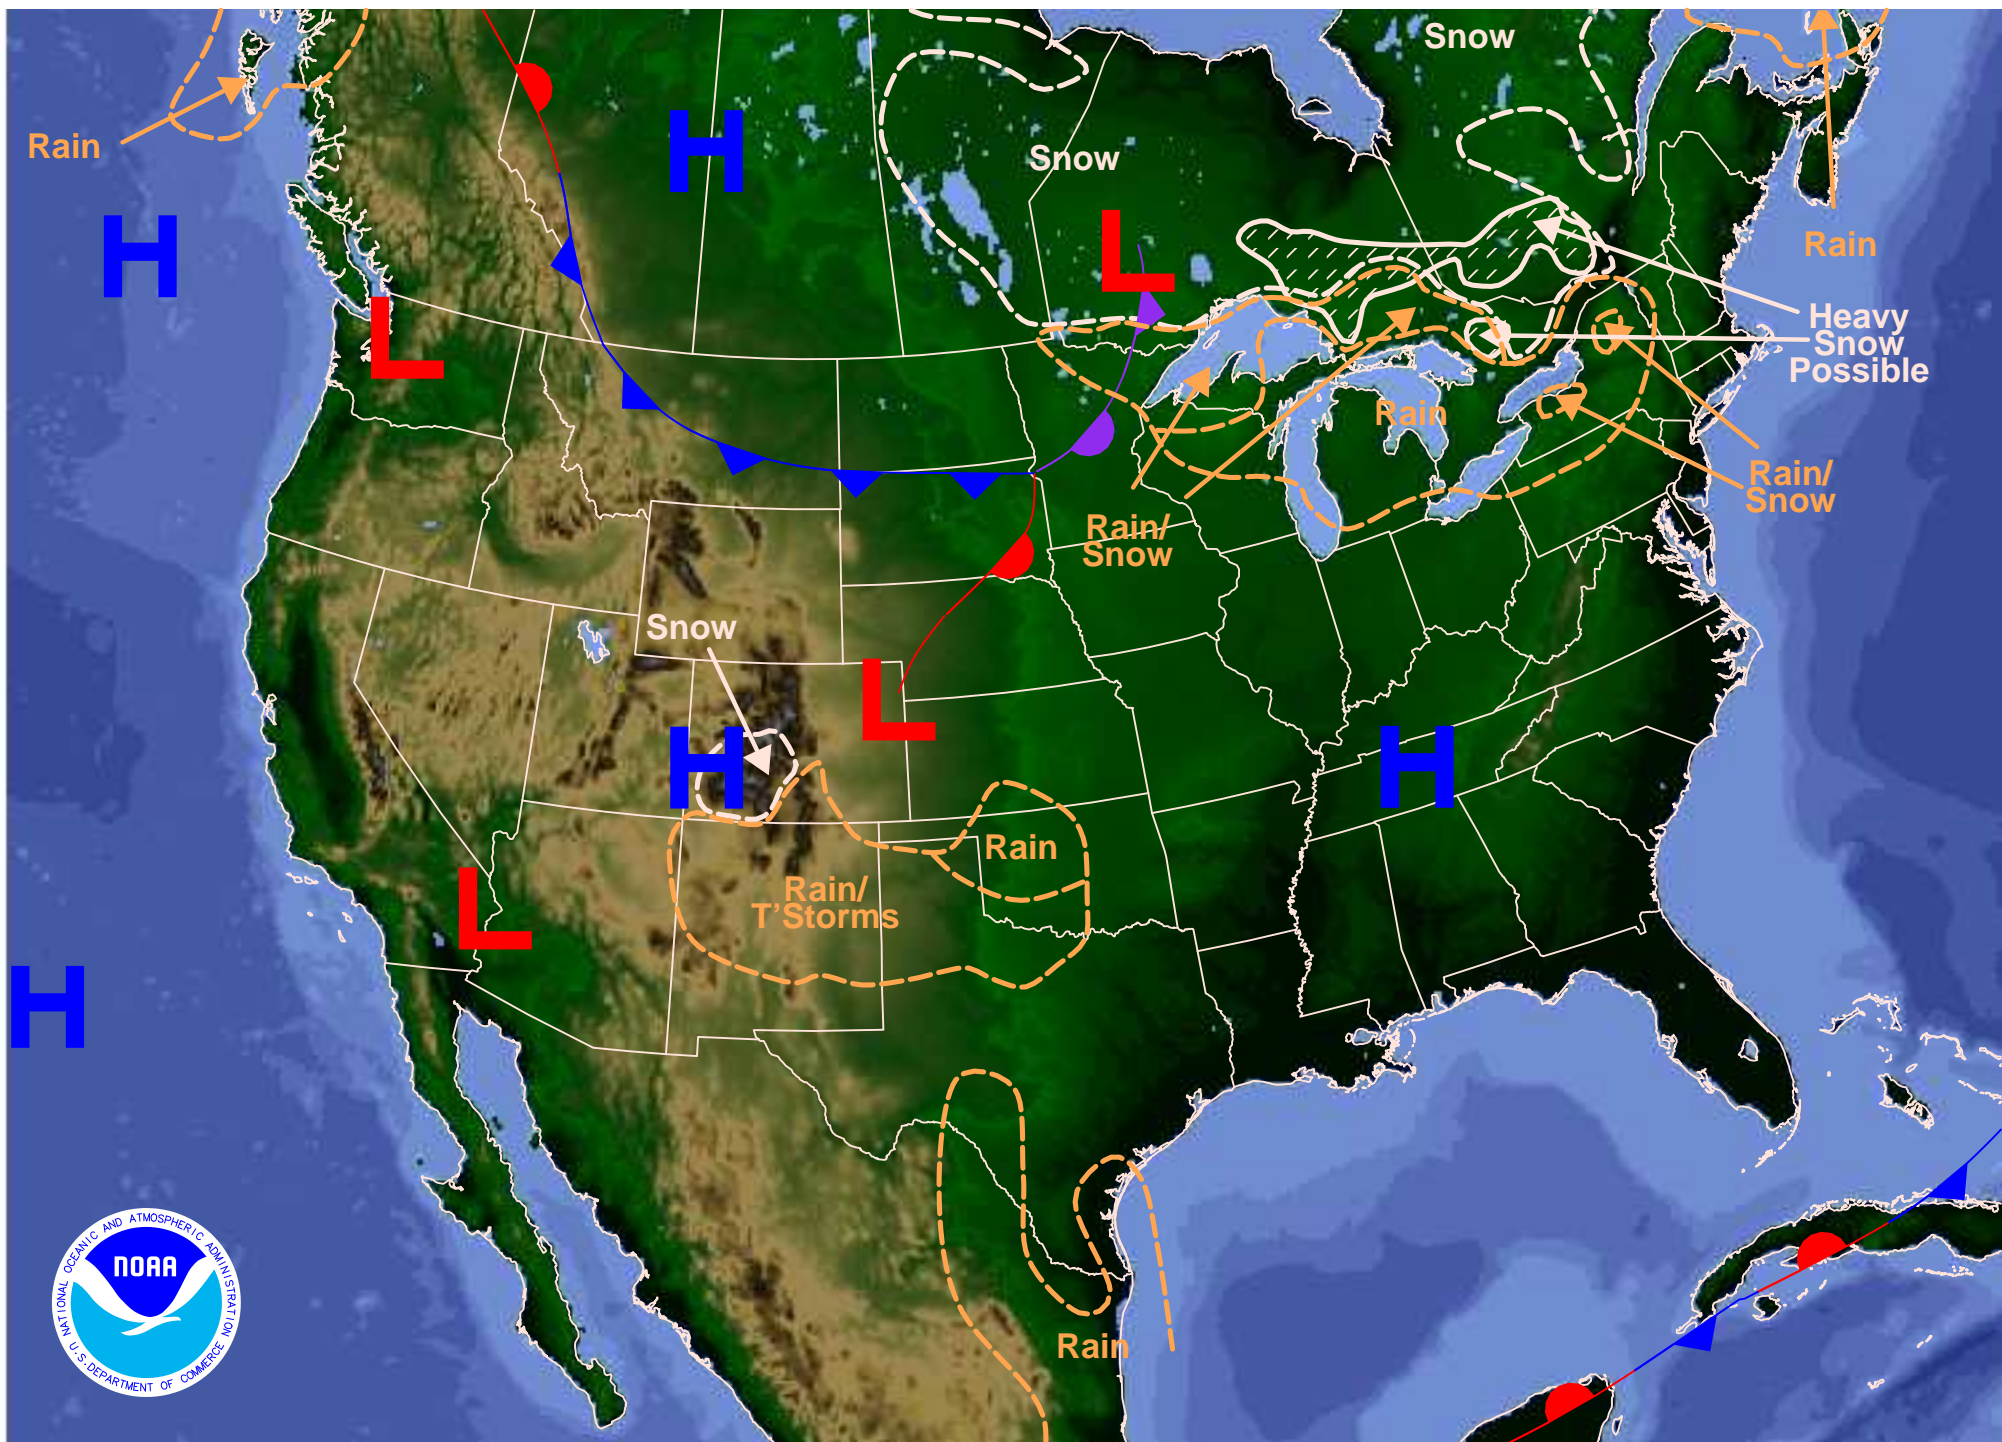 Snow
Rain
H
Snow
H
L
Rain
Heavy
Snow
Possible
L
Rain
Rain/
Snow
Rain/
Snow
Snow
L
H
H
Rain
Rain/
T'Storms
L
H
Rain
NATIONAL OCEANIC AND ATMOSPHERIC ADMINISTRATION
NOAA
U.S. DEPARTMENT OF COMMERCE